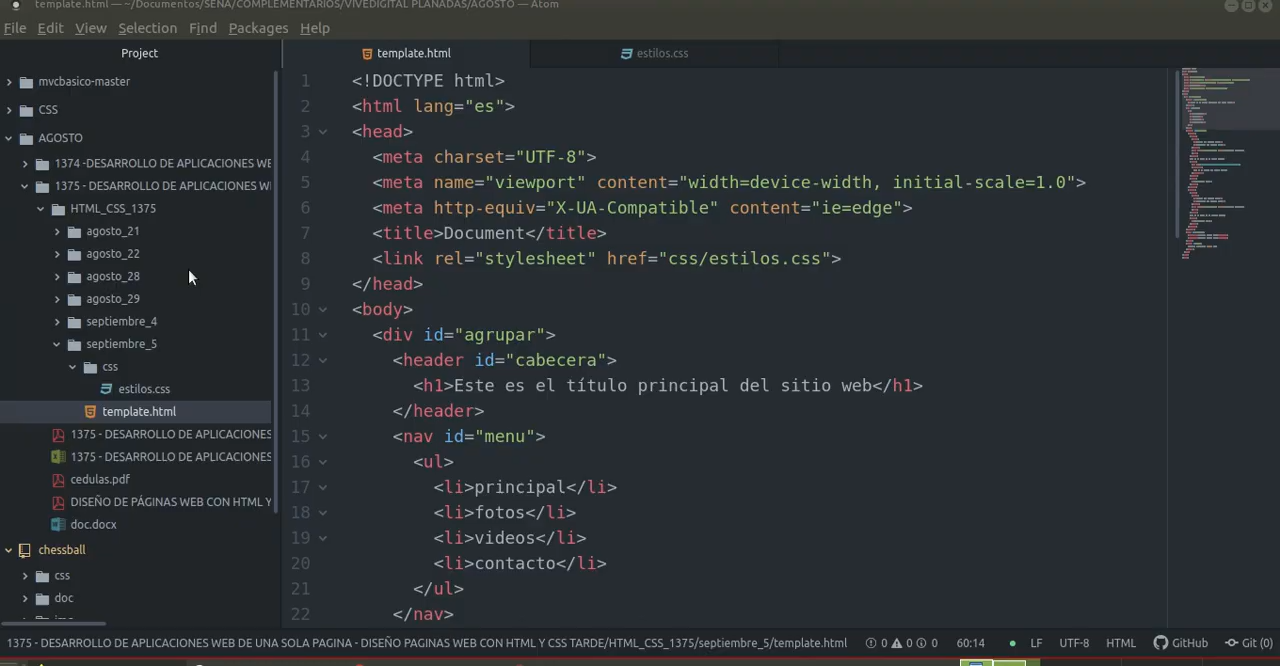 template.html — ~/Documentos/SENA/COMPLEMENTARIOS/VIVEDIGITAL PLANADAS/AGOSTO — Atom
File Edit View Selection Find Packages Help
Project
mvcbasico-master
CSS
AGOSTO
1374 -DESARROLLO DE APLICACIONES WE
1375 - DESARROLLO DE APLICACIONES W
HTML_CSS_1375
agosto_21
agosto_22
agosto_28
agosto_29
septiembre_4
septiembre_5
css
estilos.css
template.html
1375 - DESARROLLO DE APLICACIONES
1375 - DESARROLLO DE APLICACIONES
cedulas.pdf
DISEÑO DE PÁGINAS WEB CON HTML Y
doc.docx
chessball
css
doc
template.html estilos.css
1 <!DOCTYPE html>
2 <html lang="es">
3 <head>
4 <meta charset="UTF-8">
5 <meta name="viewport" content="width=device-width, initial-scale=1.0">
6 <meta http-equiv="X-UA-Compatible" content="ie=edge">
7 <title>Document</title>
8 <link rel="stylesheet" href="css/estilos.css">
9 </head>
10 <body>
11 <div id="agrupar">
12 <header id="cabecera">
13 <h1>Este es el título principal del sitio web</h1>
14 </header>
15 <nav id="menu">
16 <ul>
17 <li>principal</li>
18 <li>fotos</li>
19 <li>videos</li>
20 <li>contacto</li>
21 </ul>
22 </nav>
1375 - DESARROLLO DE APLICACIONES WEB DE UNA SOLA PAGINA - DISEÑO PAGINAS WEB CON HTML Y CSS TARDE/HTML_CSS_1375/septiembre_5/template.html 0 0 0 60:14 LF UTF-8 HTML GitHub Git (0)